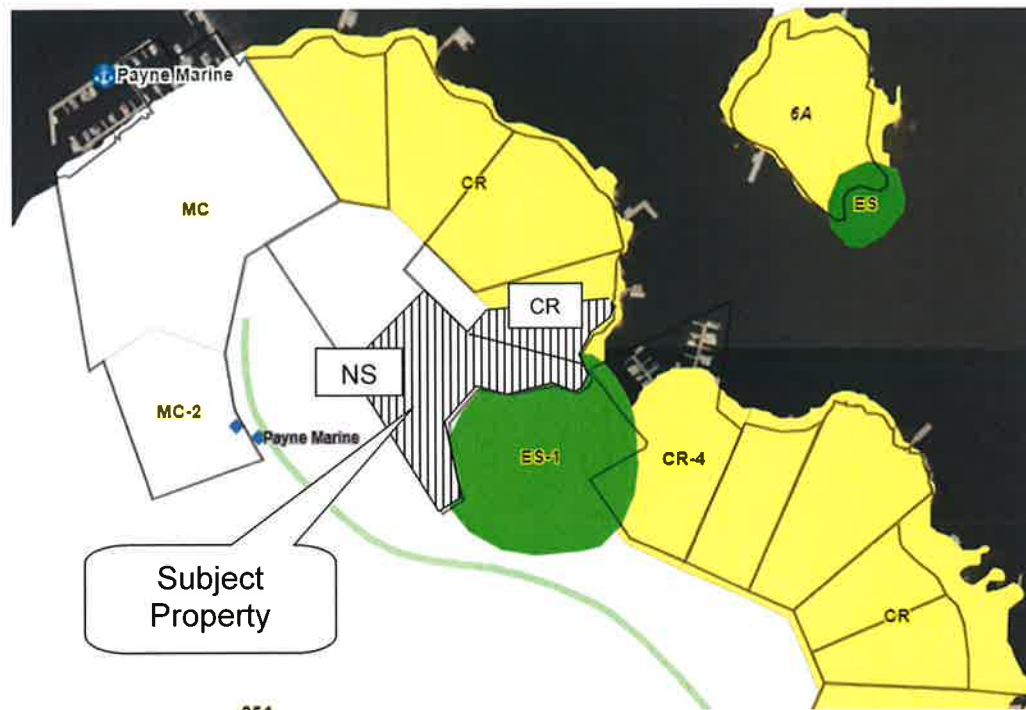 Payne Marine
6A
CR
MC
ES
CR
NS
MC-2
Payne Marine
ES-1
CR-4
Subject
Property
CR